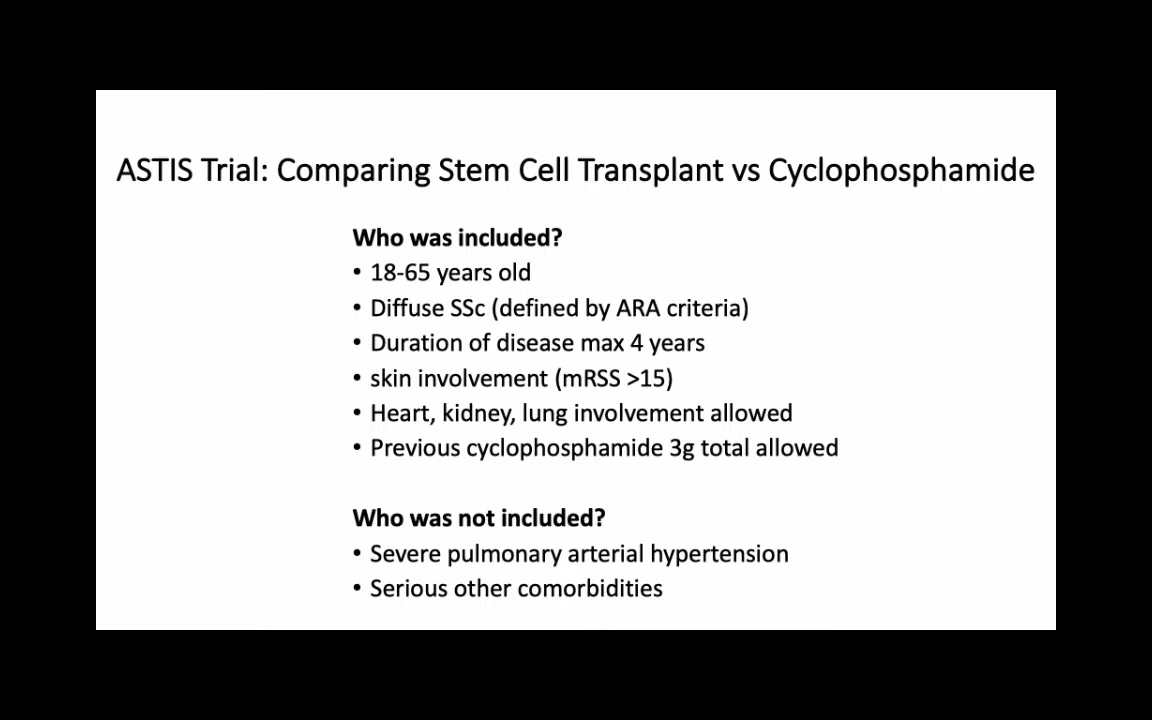 ASTIS Trial: Comparing Stem Cell Transplant vs Cyclophosphamide
Who was included?
• 18-65 years old
• Diffuse SSc (defined by ARA criteria)
• Duration of disease max 4 years
• skin involvement (mRSS >15)
• Heart, kidney, lung involvement allowed
• Previous cyclophosphamide 3g total allowed
Who was not included?
• Severe pulmonary arterial hypertension
• Serious other comorbidities